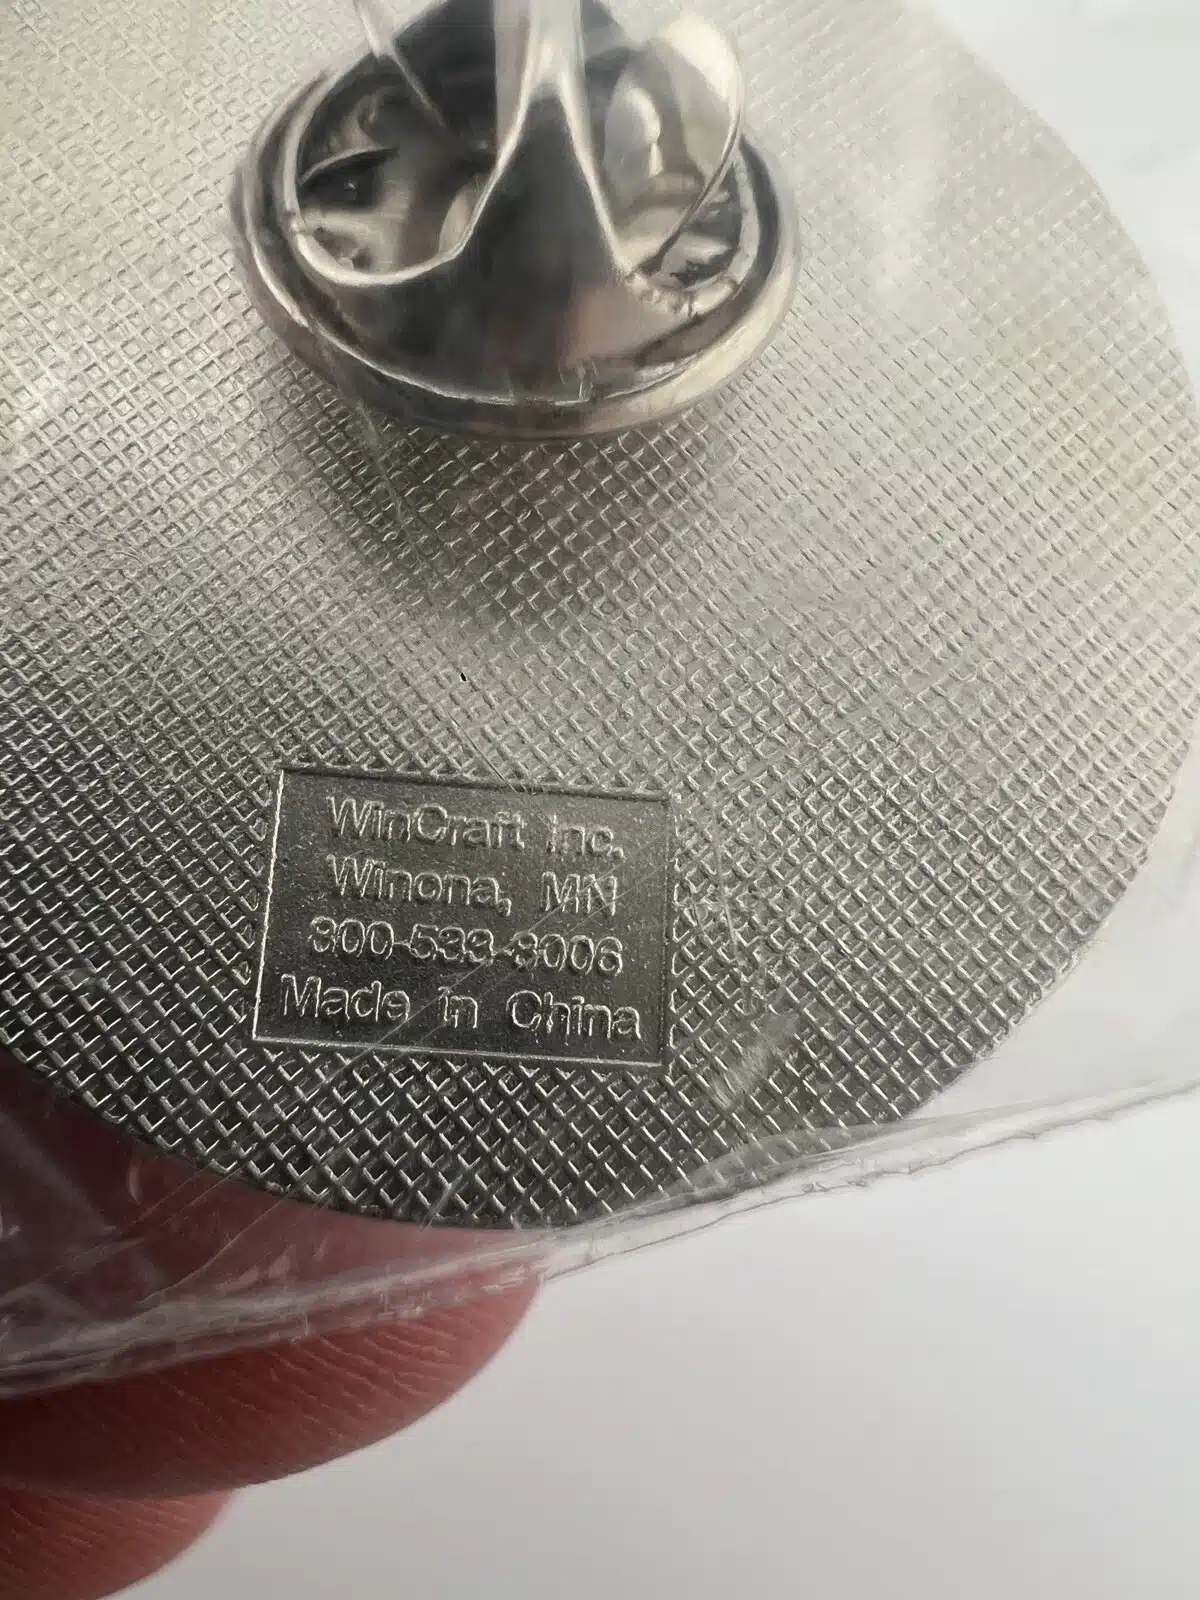 WinCraft Inc.
Winona, MN
800-533-8006
Made in China